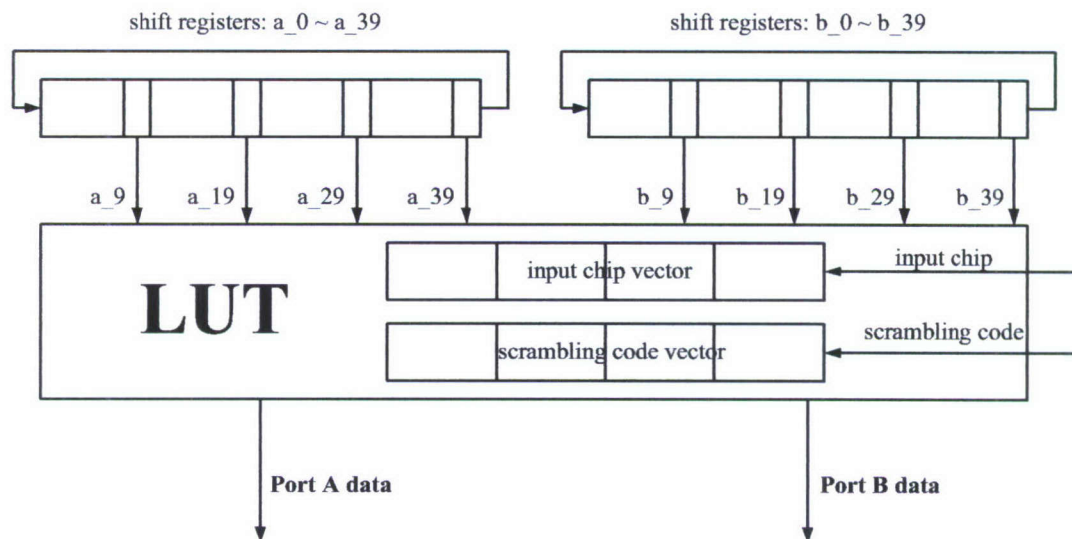 shift registers: a_0 ~ a_39
shift registers: b_0 ~ b_39
a_9
a_19
a_29
a_39
b_9
b_19
b_29
b_39
LUT
input chip vector
input chip
scrambling code vector
scrambling code
Port A data
Port B data